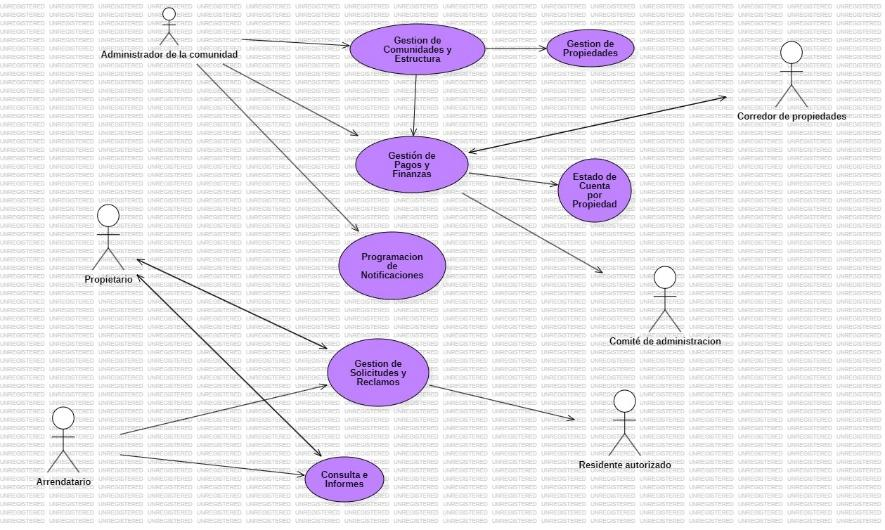 Administrador de la comunidad
Gestion de
Comunidades y
Estructura
Gestion de
Propiedades
Corredor de propiedades
Gestión de
Pagos y
Finanzas
Estado de
Cuenta
por
Propiedad
Propietario
Programacion
de
Notificaciones
Comité de administracion
Gestion de
Solicitudes y
Reclamos
Residente autorizado
Arrendatario
Consulta e
Informes
UNREGISTERED